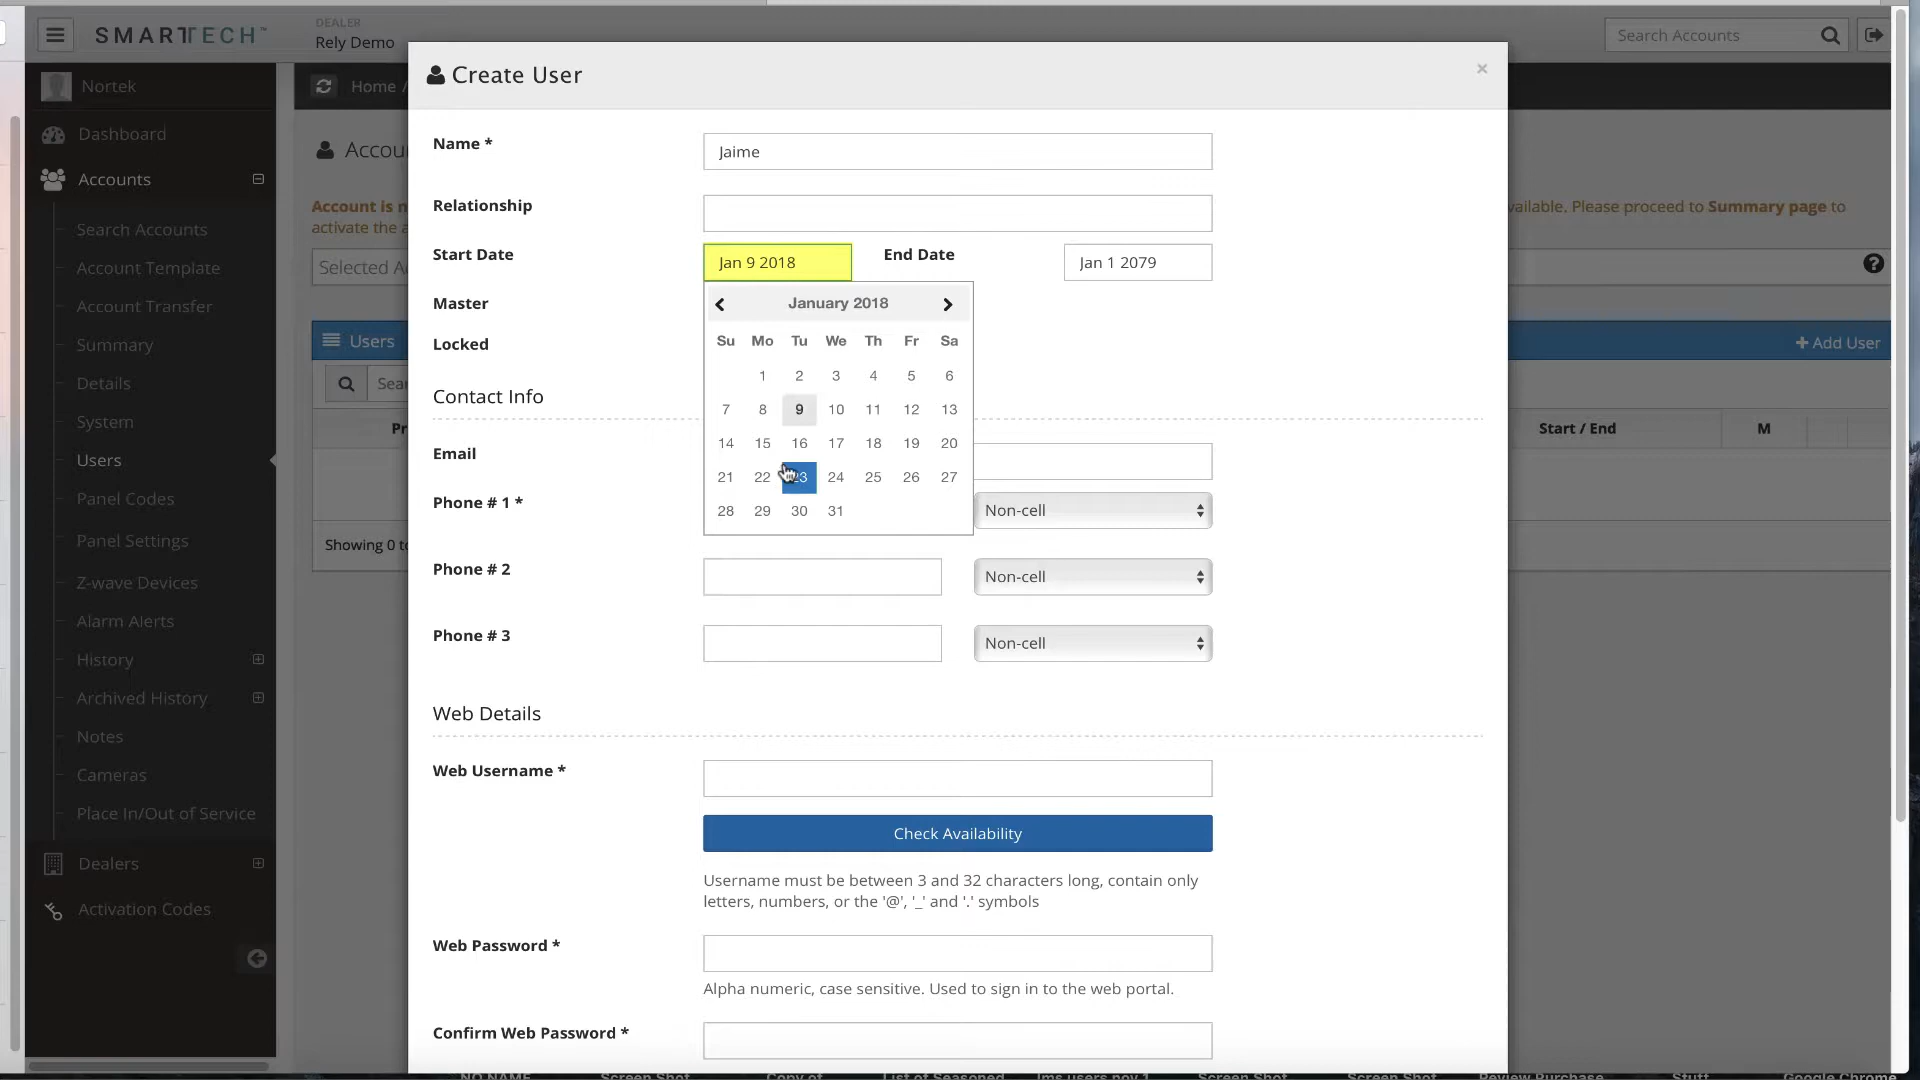 SMARTTECH™
DEALER
Rely Demo
Search Accounts
Nortek
Dashboard
Accounts
Search Accounts
Account Template
Account Transfer
Summary
Details
System
Users
Panel Codes
Panel Settings
Z-wave Devices
Alarm Alerts
History
Archived History
Notes
Cameras
Place In/Out of Service
Dealers
Activation Codes
Home /
Account is n
activate the a
vailable. Please proceed to Summary page to
Users
+ Add User
Showing 0 to
Start / End
M
Create User
×
Name *
Jaime
Relationship
Start Date
Jan 9 2018
End Date
Jan 1 2079
Master
Locked
January 2018
Su Mo Tu We Th Fr Sa
1 2 3 4 5 6
7 8 9 10 11 12 13
14 15 16 17 18 19 20
21 22 23 24 25 26 27
28 29 30 31
Contact Info
Email
Phone # 1 *
Non-cell
Phone # 2
Non-cell
Phone # 3
Non-cell
Web Details
Web Username *
Check Availability
Username must be between 3 and 32 characters long, contain only
letters, numbers, or the '@', '_' and '.' symbols
Web Password *
Alpha numeric, case sensitive. Used to sign in to the web portal.
Confirm Web Password *